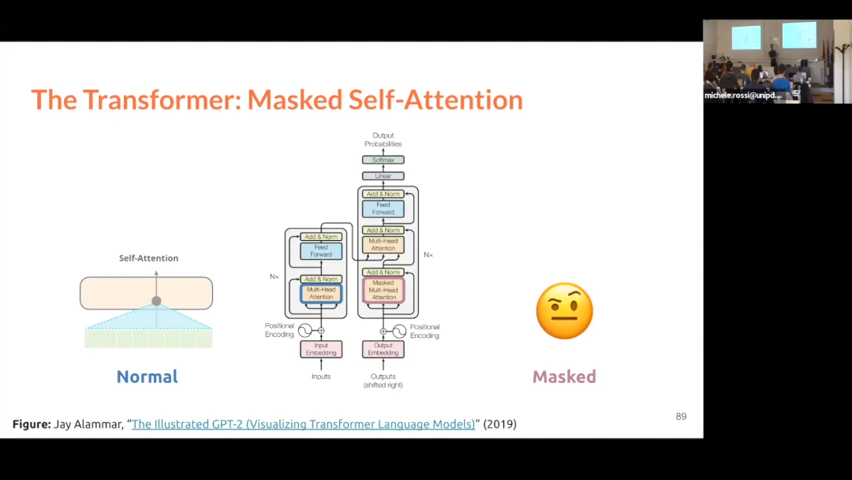 michele.rossi@unipd....
The Transformer: Masked Self-Attention
Output
Probabilities
Softmax
Linear
Add & Norm
Feed
Forward
Add & Norm
Multi-Head
Attention
Nx
Add & Norm
Masked
Multi-Head
Attention
Add & Norm
Feed
Forward
Nx
Add & Norm
Multi-Head
Attention
Positional
Encoding
Positional
Encoding
Input
Embedding
Output
Embedding
Inputs
Outputs
(shifted right)
Self-Attention
Normal
Masked
89
Figure: Jay Alammar, “The Illustrated GPT-2 (Visualizing Transformer Language Models)” (2019)